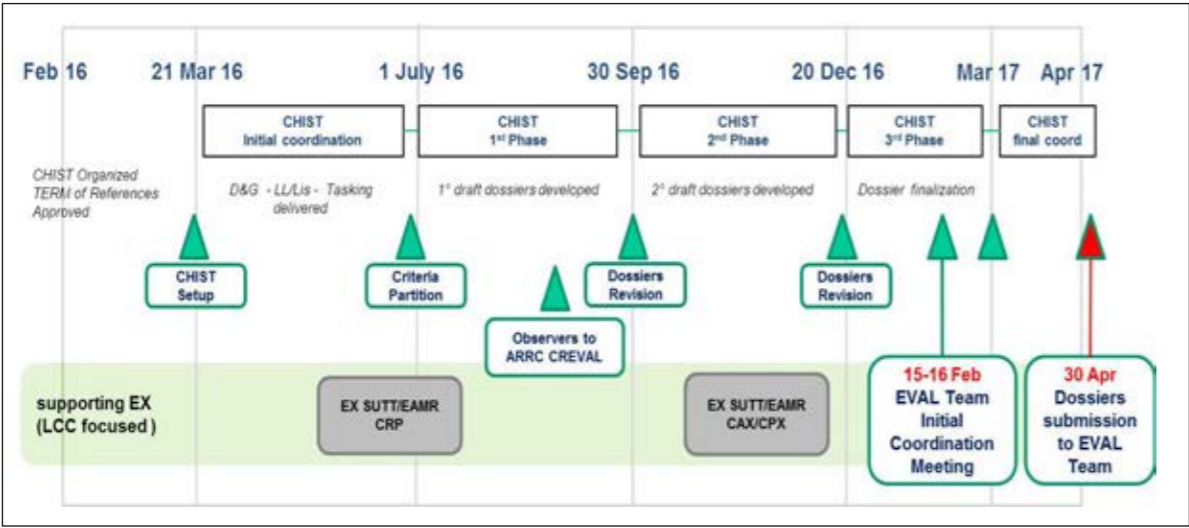 Feb 16
21 Mar 16
1 July 16
30 Sep 16
20 Dec 16
Mar 17
Apr 17
CHIST
Initial coordination
CHIST
1st Phase
CHIST
2nd Phase
CHIST
3rd Phase
CHIST
final coord
CHIST Organized
TERM of References
Approved
D&G - LL/Lis - Tasking
delivered
1° draft dossiers developed
2° draft dossiers developed
Dossier finalization
CHIST
Setup
Criteria
Partition
Dossiers
Revision
Dossiers
Revision
Observers to
ARRC CREVAL
supporting EX
(LCC focused)
EX SUTT/EAMR
CRP
EX SUTT/EAMR
CAX/CPX
15-16 Feb
EVAL Team
Initial
Coordination
Meeting
30 Apr
Dossiers
submission
to EVAL
Team